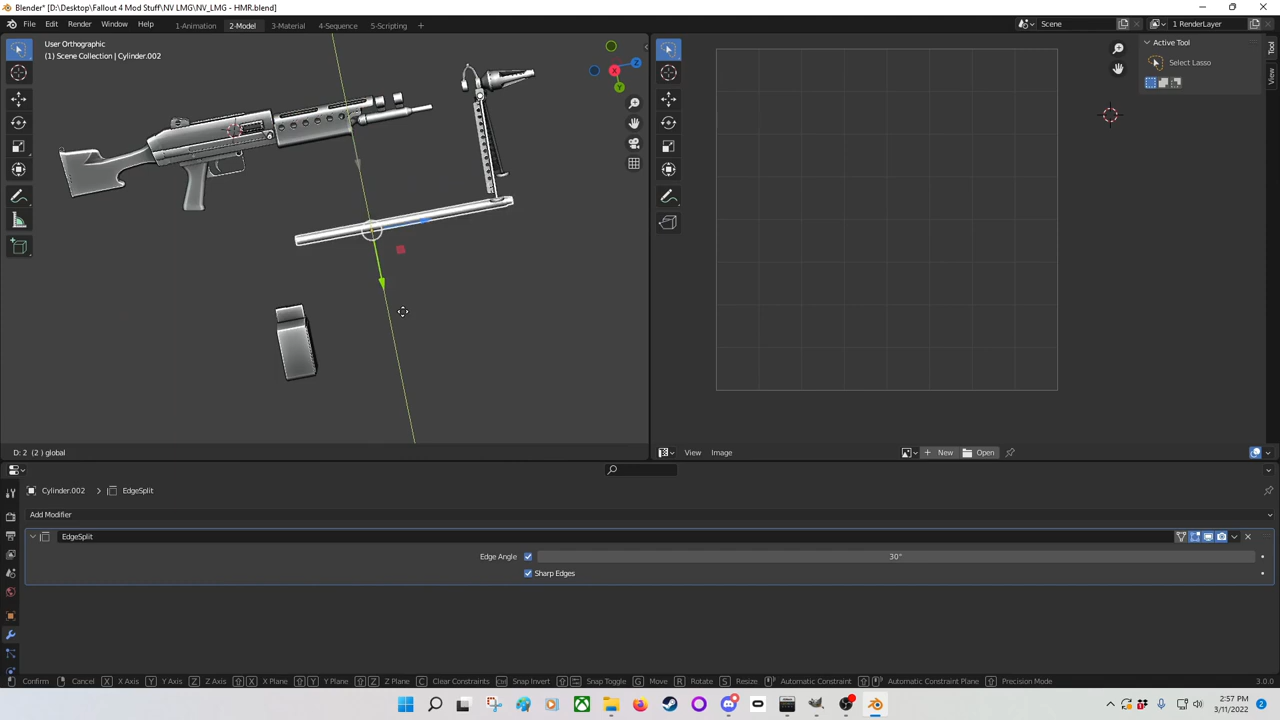 Blender* [D:\Desktop\Fallout 4 Mod Stuff\NV LMG\NV_LMG - HMR.blend]
File Edit Render Window Help 1-Animation 2-Model 3-Material 4-Sequence 5-Scripting Scene 1 RenderLayer
User Orthographic
(1) Scene Collection | Cylinder.002
X
Y
Z
Active Tool
Select Lasso
Tool
View
D: 2 (2 ) global
View Image New Open
Cylinder.002 > EdgeSplit
Add Modifier
EdgeSplit
Edge Angle 30°
Sharp Edges
Confirm Cancel X X Axis Y Y Axis Z Z Axis X X Plane Y Y Plane Z Z Plane C Clear Constraints Snap Invert Snap Toggle G Move R Rotate S Resize Automatic Constraint Automatic Constraint Plane Precision Mode 3.0.0
2:57 PM
3/11/2022
2